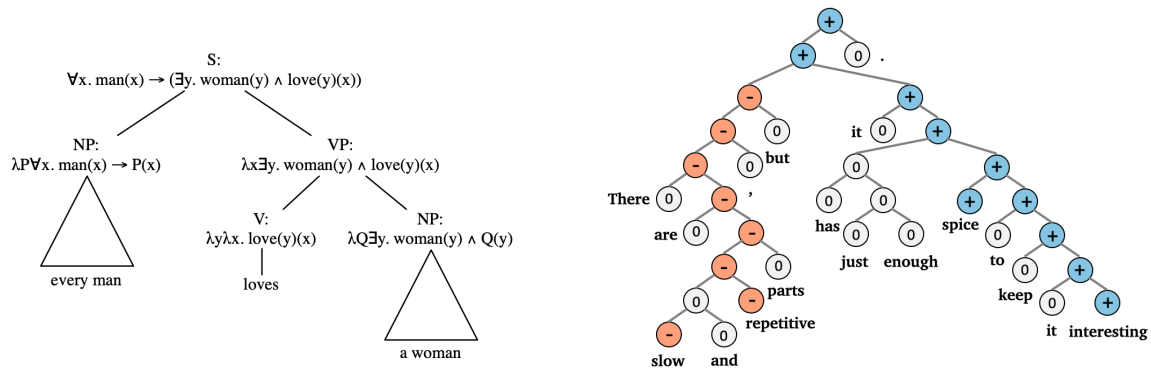 S:
∀x. man(x) → (∃y. woman(y) ∧ love(y)(x))
NP:
λP∀x. man(x) → P(x)
VP:
λx∃y. woman(y) ∧ love(y)(x)
V:
λyλx. love(y)(x)
NP:
λQ∃y. woman(y) ∧ Q(y)
every man
loves
a woman
+
+ 0 .
- +
- 0 but it 0 +
- 0 , 0 +
There 0 - 0 0 + +
are 0 - has 0 0 spice 0 +
- 0 just enough to 0 +
0 - parts keep 0 +
- 0 repetitive it interesting
slow and